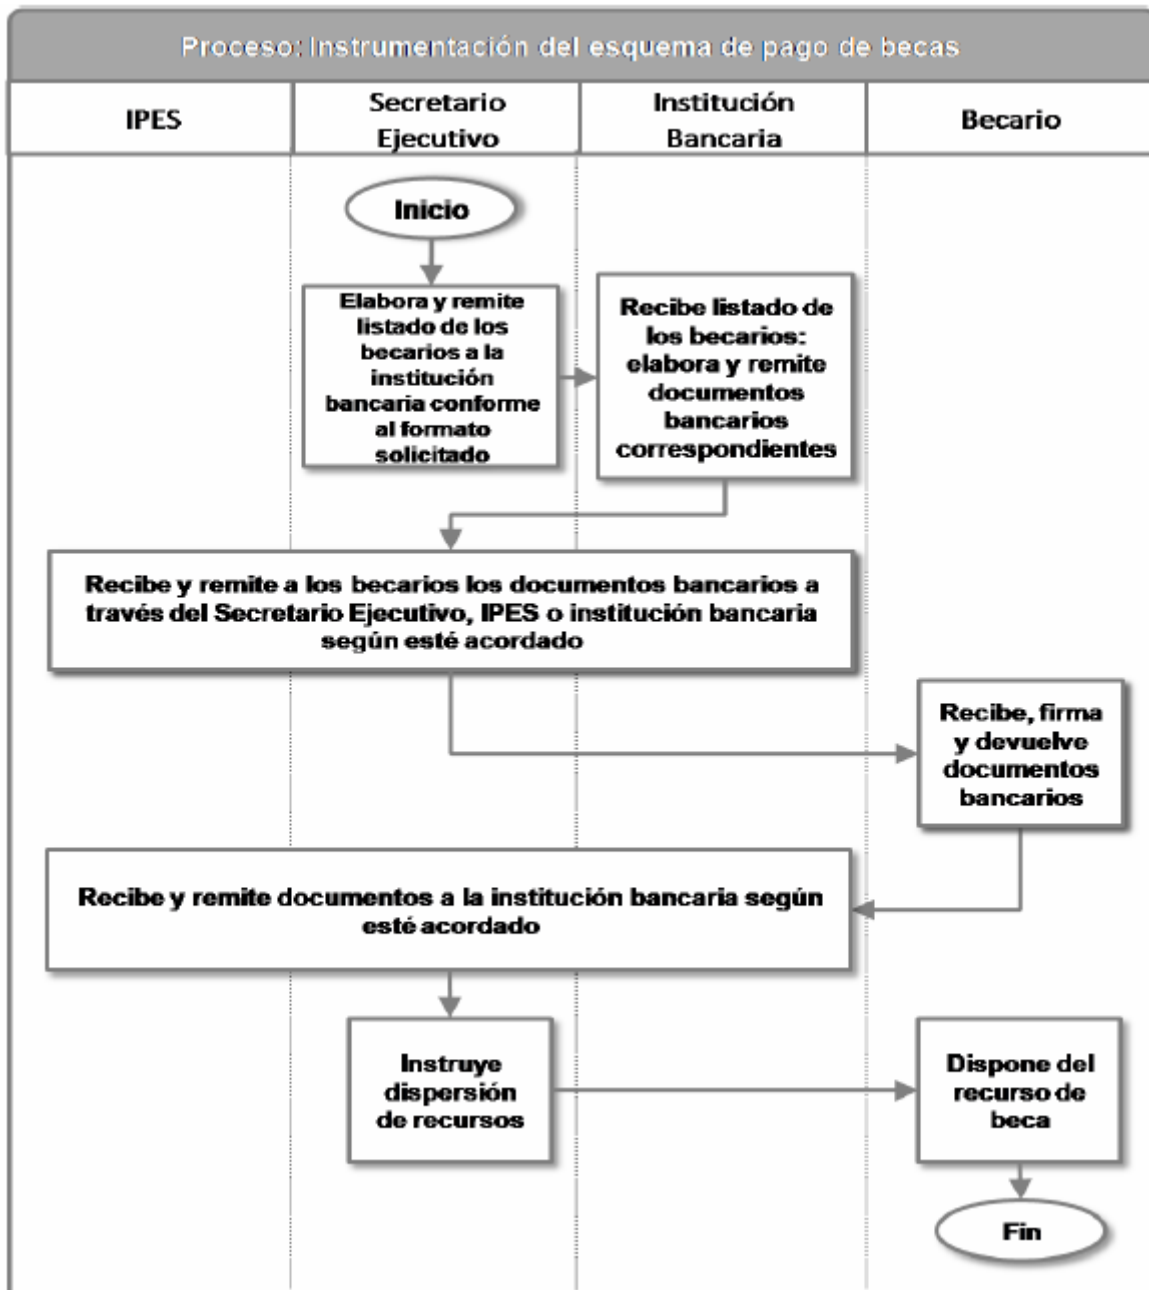 Proceso: Instrumentación del esquema de pago de becas
IPES
Secretario
Ejecutivo
Institución
Bancaria
Becario
Inicio
Elabora y remite
listado de los
becarios a la
institución
bancaria conforme
al formato
solicitado
Recibe listado de
los becarios:
elabora y remite
documentos
bancarios
correspondientes
Recibe y remite a los becarios los documentos bancarios a
través del Secretario Ejecutivo, IPES o institución bancaria
según esté acordado
Recibe, firma
y devuelve
documentos
bancarios
Recibe y remite documentos a la institución bancaria según
esté acordado
Instruye
dispersión
de recursos
Dispone del
recurso de
beca
Fin